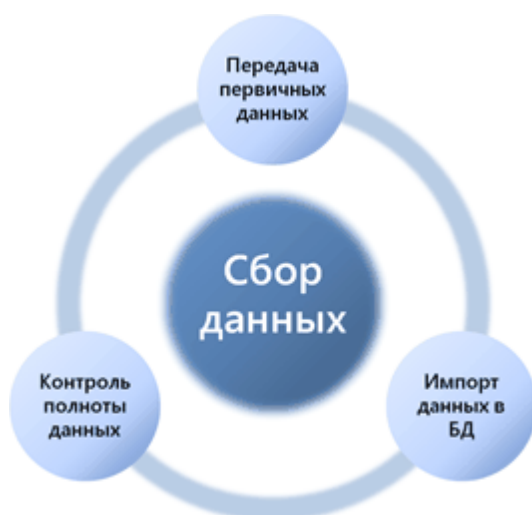 Передача
первичных
данных
Сбор
данных
Контроль
полноты
данных
Импорт
данных в
БД